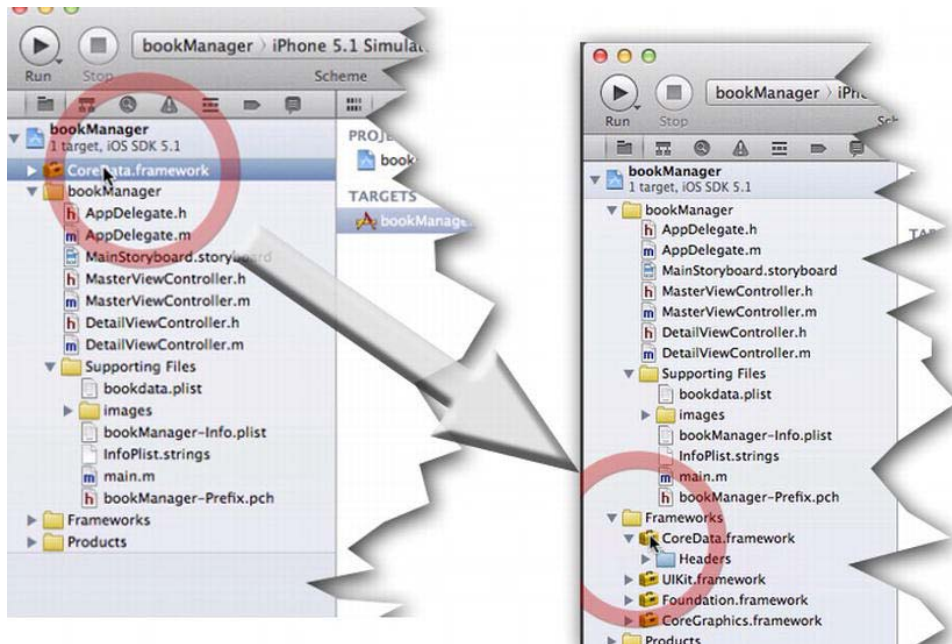 bookManager
iPhone 5.1
Run
Stop
Scheme
bookManager
1 target, iOS SDK 5.1
CoreData.framework
bookManager
AppDelegate.h
AppDelegate.m
MainStoryboard.storyboard
MasterViewController.h
MasterViewController.m
DetailViewController.h
DetailViewController.m
Supporting Files
bookdata.plist
images
bookManager-Info.plist
InfoPlist.strings
main.m
bookManager-Prefix.pch
Frameworks
Products
TARGETS
bookManager
Run
Stop
bookManager
bookManager
1 target, iOS SDK 5.1
bookManager
AppDelegate.h
AppDelegate.m
MainStoryboard.storyboard
MasterViewController.h
MasterViewController.m
DetailViewController.h
DetailViewController.m
Supporting Files
bookdata.plist
images
bookManager-Info.plist
InfoPlist.strings
main.m
bookManager-Prefix.pch
Frameworks
CoreData.framework
Headers
UIKit.framework
Foundation.framework
CoreGraphics.framework
Products